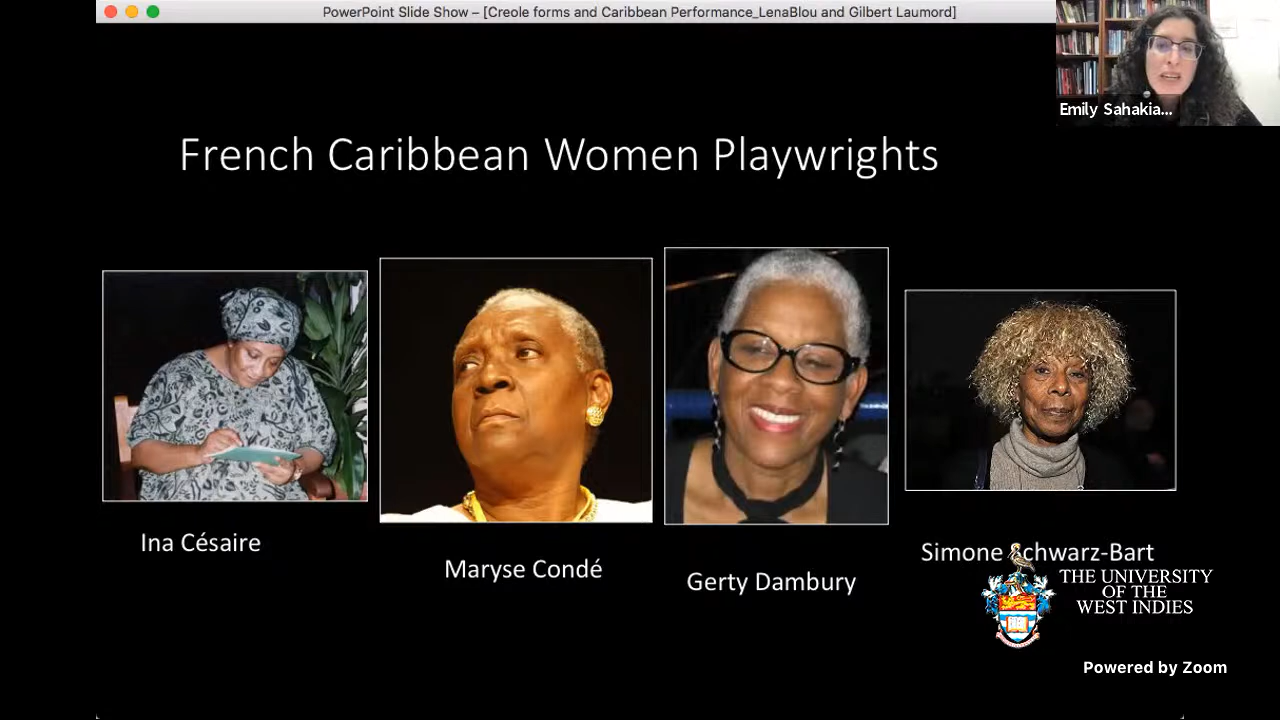 PowerPoint Slide Show – [Creole forms and Caribbean Performance_LenaBlou and Gilbert Laumord]
Emily Sahakia...
French Caribbean Women Playwrights
Ina Césaire
Maryse Condé
Gerty Dambury
Simone Schwarz-Bart
THE UNIVERSITY
OF THE
WEST INDIES
Powered by Zoom